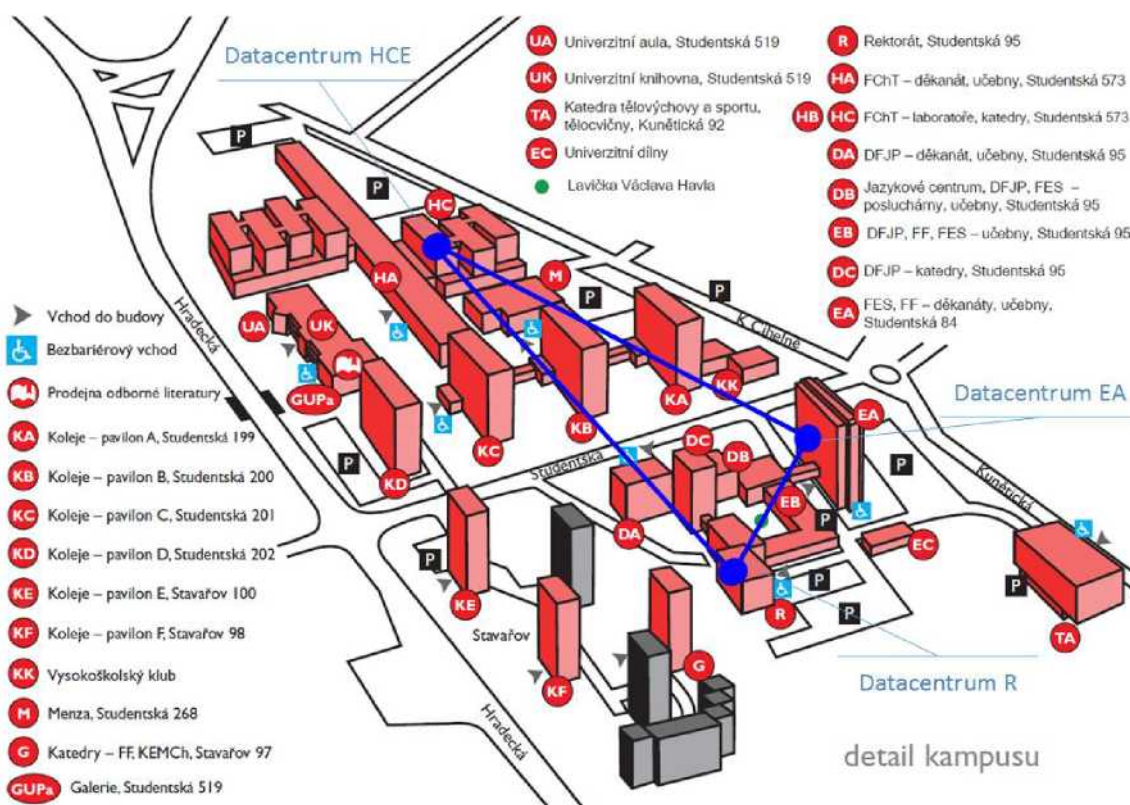 Datacentrum HCE
UA Univerzitní aula, Studentská 519
UK Univerzitní knihovna, Studentská 519
TA Katedra tělovýchovy a sportu,
tělocvičny, Kunětická 92
EC Univerzitní dílny
Lavička Václava Havla
R Rektorát, Studentská 95
HA FChT – děkanát, učebny, Studentská 573
HB HC FChT – laboratoře, katedry, Studentská 573
DA DFJP – děkanát, učebny, Studentská 95
DB Jazykové centrum, DFJP, FES –
posluchárny, učebny, Studentská 95
EB DFJP, FF, FES – učebny, Studentská 95
DC DFJP – katedry, Studentská 95
EA FES, FF – děkanáty, učebny,
Studentská 84
Vchod do budovy
Bezbariérový vchod
Prodejna odborné literatury
KA Koleje – pavilon A, Studentská 199
KB Koleje – pavilon B, Studentská 200
KC Koleje – pavilon C, Studentská 201
KD Koleje – pavilon D, Studentská 202
KE Koleje – pavilon E, Stavařov 100
KF Koleje – pavilon F, Stavařov 98
KK Vysokoškolský klub
M Menza, Studentská 268
G Katedry – FF, KEMCh, Stavařov 97
GUPa Galerie, Studentská 519
P
P
HC
HA
M
P
P
K Cihelně
Hradecká
UA
UK
GUPa
KA
KK
KB
KC
KD
P
Datacentrum EA
EA
P
Studentská
DC
DB
EB
P
DA
EC
Kunětická
P
KE
Stavařov
KF
R
P
P
P
TA
G
Hradecká
Datacentrum R
detail kampusu